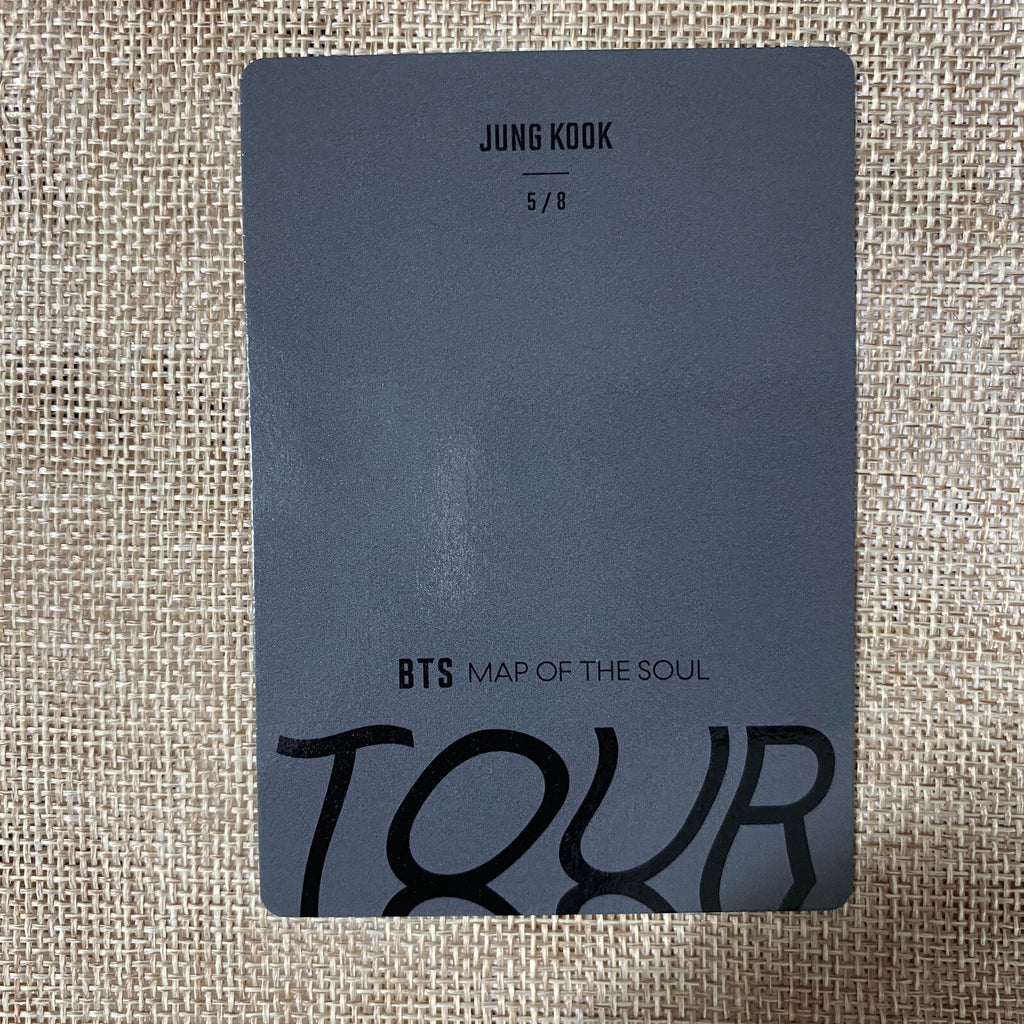 JUNG KOOK
5/8
BTS MAP OF THE SOUL
TOUR